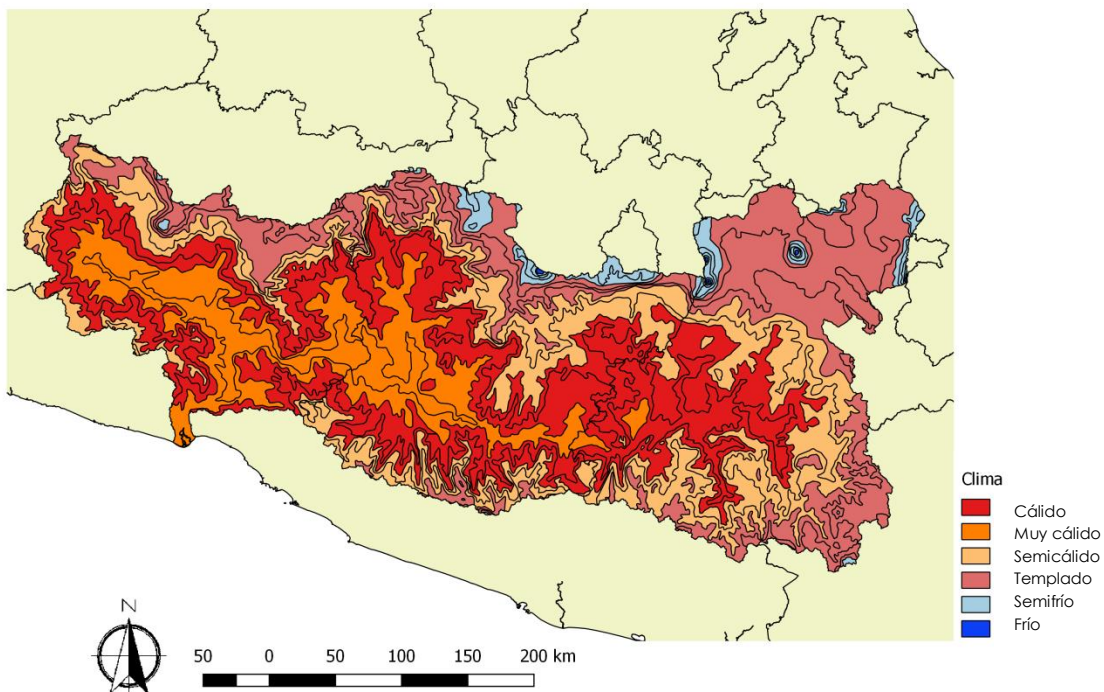 Clima
Cálido
Muy cálido
Semicálido
Templado
Semifrío
Frío
N
50 0 50 100 150 200 km